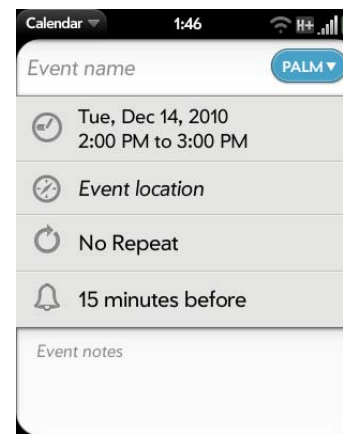 Calendar 1:46 H+
Event name PALM
Tue, Dec 14, 2010
2:00 PM to 3:00 PM
Event location
No Repeat
15 minutes before
Event notes